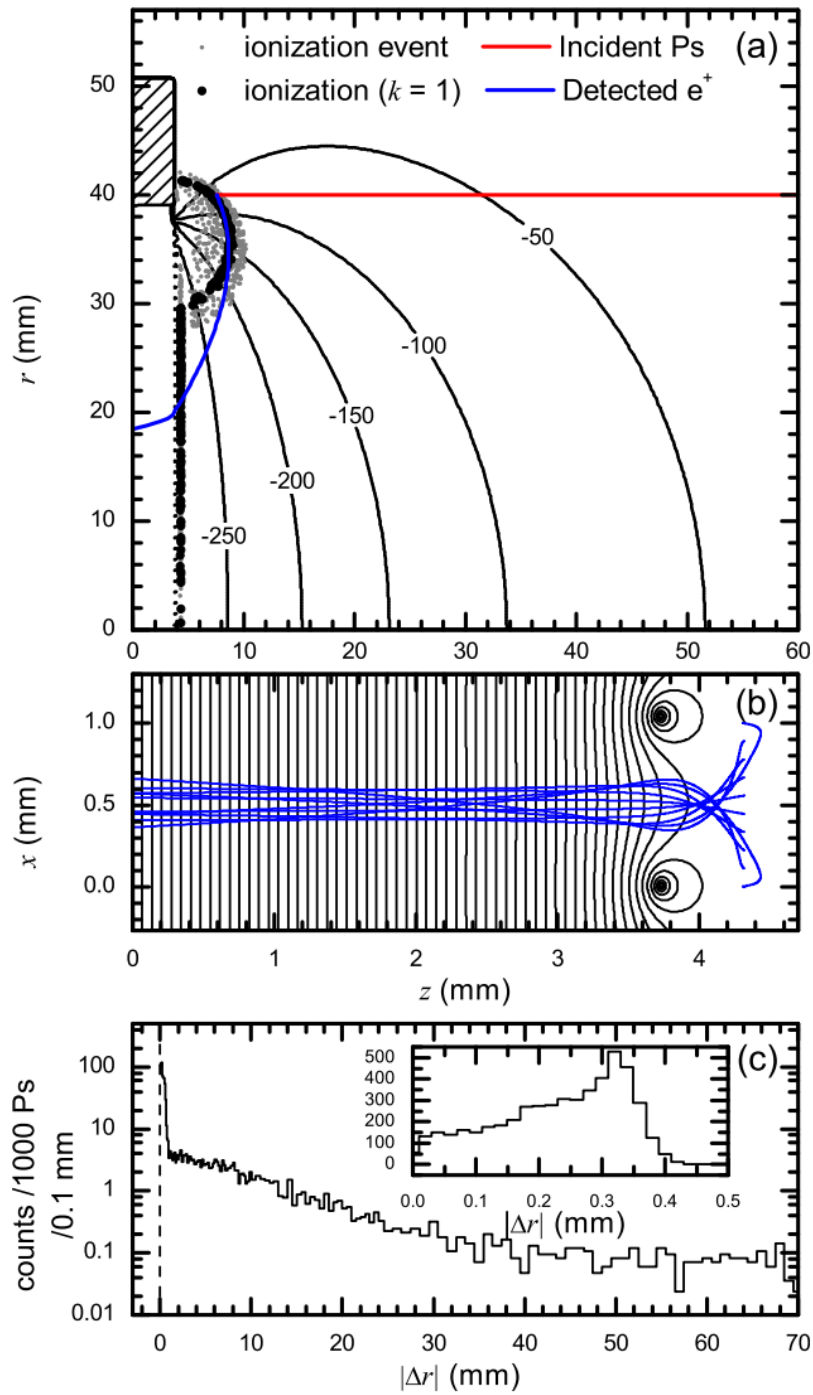 ionization event
Incident Ps
(a)
ionization (k = 1)
Detected e⁺
50
40
30
20
10
0
r (mm)
-50
-100
-150
-200
-250
0 10 20 30 40 50 60
(b)
1.0
0.5
0.0
x (mm)
0 1 2 3 4
z (mm)
(c)
100
10
1
0.1
0.01
counts /1000 Ps
/0.1 mm
500
400
300
200
100
0
0.0 0.1 0.2 0.3 0.4 0.5
|Δr| (mm)
0 10 20 30 40 50 60 70
|Δr| (mm)